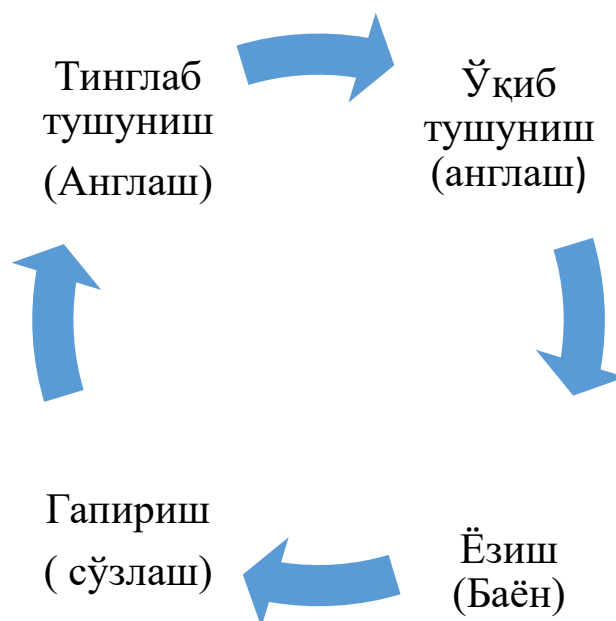 Тинглаб
тушуниш
(Англаш)
Ўқиб
тушуниш
(англаш)
Ёзиш
(Баён)
Гапириш
( сўзлаш)